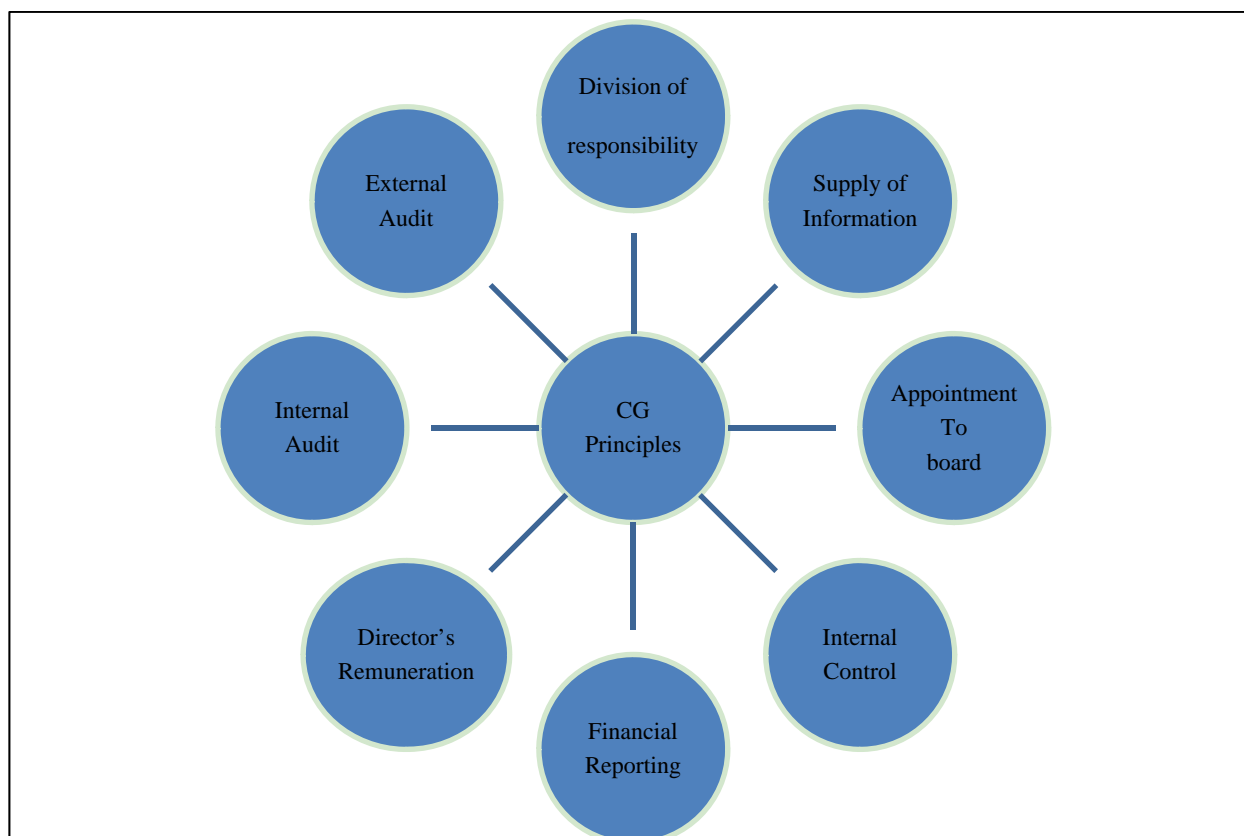 Division of
responsibility
Supply of
Information
Appointment
To
board
Internal
Control
Financial
Reporting
Director’s
Remuneration
Internal
Audit
External
Audit
CG
Principles